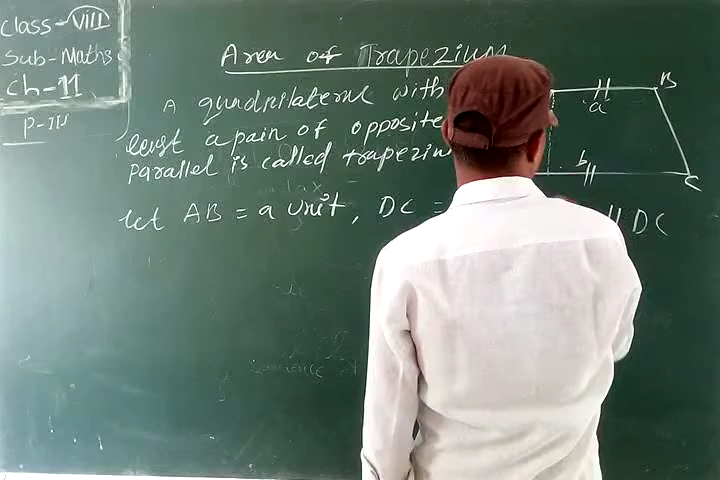 Class - VIII
Sub - Maths
Ch - 11
P-III
Area of Trapezium
A quadrilateral with
least a pain of opposite
parallel is called trapezium
let AB = a Unit, DC =
|| DC
B
a
b
C